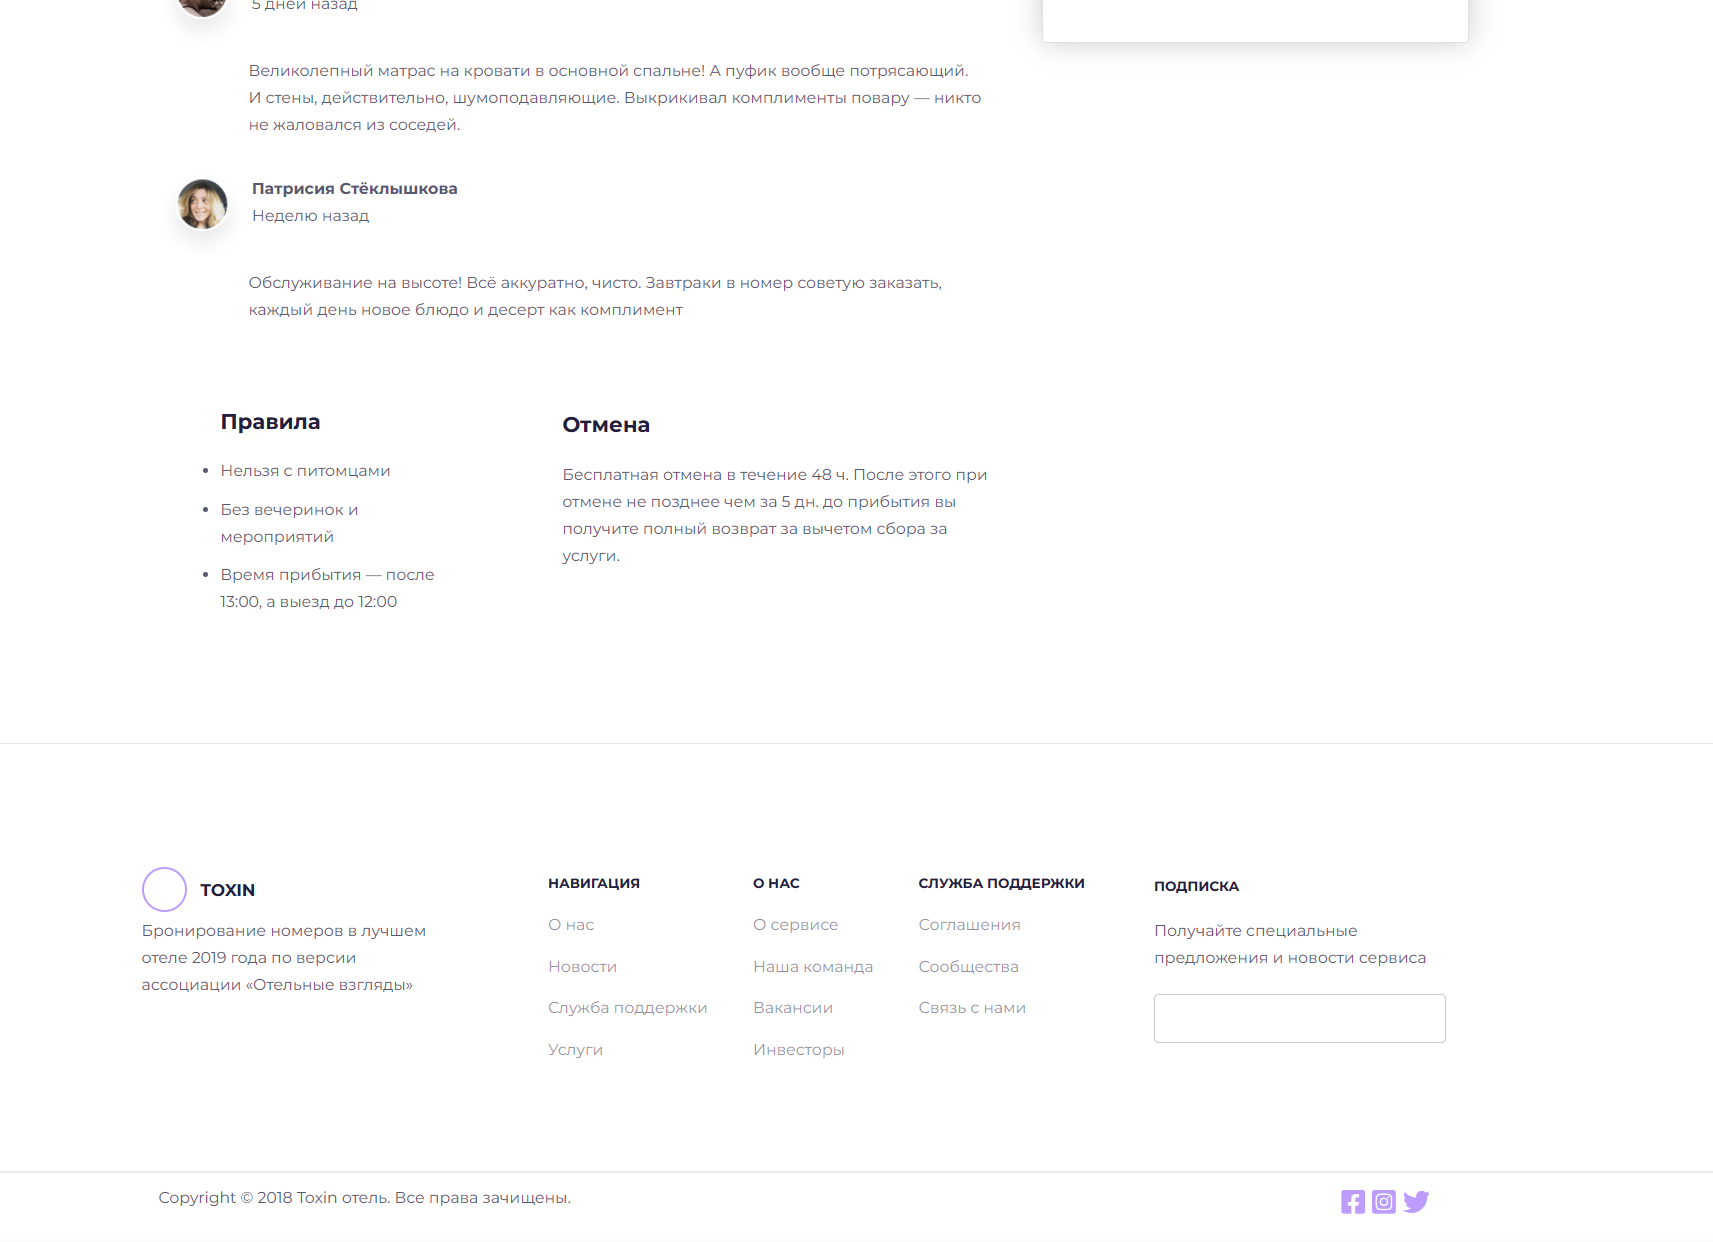 5 дней назад
Великолепный матрас на кровати в основной спальне! А пуфик вообще потрясающий.
И стены, действительно, шумоподавляющие. Выкрикивал комплименты повару — никто
не жаловался из соседей.
Патрисия Стёклышкова
Неделю назад
Обслуживание на высоте! Всё аккуратно, чисто. Завтраки в номер советую заказать,
каждый день новое блюдо и десерт как комплимент
Правила
Нельзя с питомцами
Без вечеринок и
мероприятий
Время прибытия — после
13:00, а выезд до 12:00
Отмена
Бесплатная отмена в течение 48 ч. После этого при
отмене не позднее чем за 5 дн. до прибытия вы
получите полный возврат за вычетом сбора за
услуги.
TOXIN
Бронирование номеров в лучшем
отеле 2019 года по версии
ассоциации «Отельные взгляды»
НАВИГАЦИЯ
О нас
Новости
Служба поддержки
Услуги
О НАС
О сервисе
Наша команда
Вакансии
Инвесторы
СЛУЖБА ПОДДЕРЖКИ
Соглашения
Сообщества
Связь с нами
ПОДПИСКА
Получайте специальные
предложения и новости сервиса
Copyright © 2018 Toxin отель. Все права зачищены.